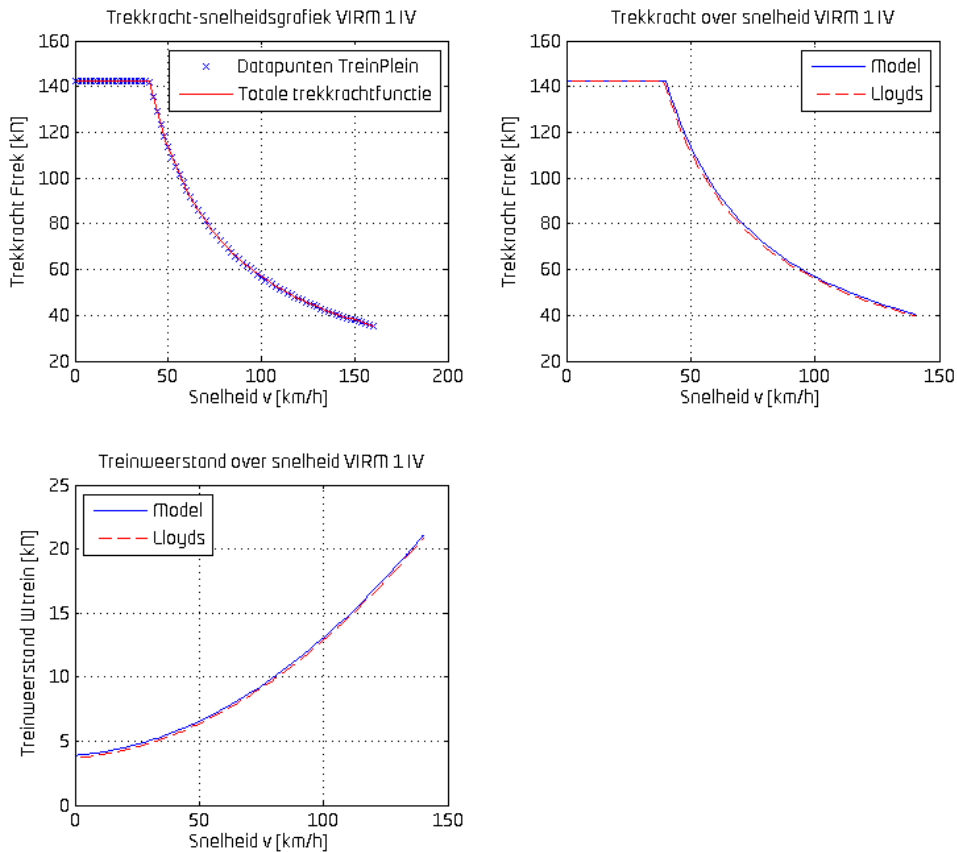 Trekkracht-snelheidsgrafiek VIRM 1 IV
160
140
120
100
80
60
40
20
Trekkracht Ftrek [kN]
Datapunten TreinPlein
Totale trekkrachtfunctie
0
50
100
150
200
Snelheid v [km/h]
Trekkracht over snelheid VIRM 1 IV
160
140
120
100
80
60
40
20
Trekkracht Ftrek [kN]
Model
Lloyds
0
50
100
150
Snelheid v [km/h]
Treinweerstand over snelheid VIRM 1 IV
25
20
15
10
5
0
Treinweerstand Wtrein [kN]
Model
Lloyds
0
50
100
150
Snelheid v [km/h]